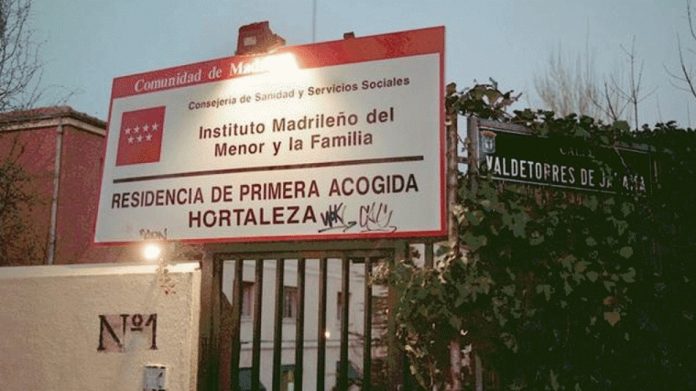 Comunidad de Madrid
Consejería de Sanidad y Servicios Sociales
Instituto Madrileño del
Menor y la Familia
RESIDENCIA DE PRIMERA ACOGIDA
HORTALEZA
CALLE
VALDETORRES DE JARAMA
Nº1